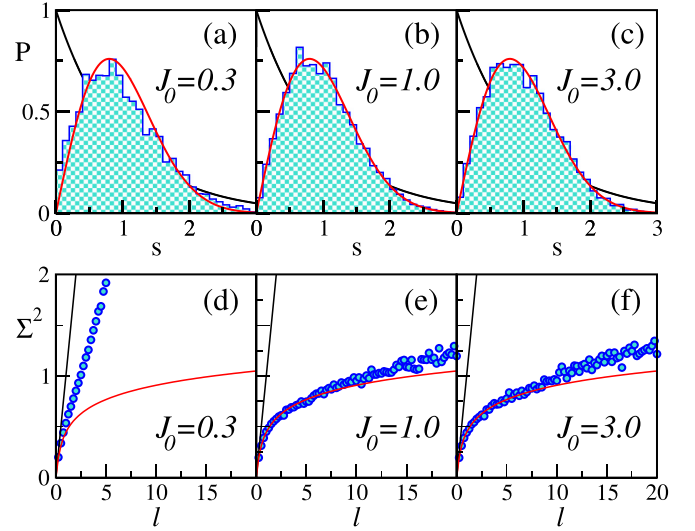 1
P
0.5
0
(a)
J₀=0.3
(b)
J₀=1.0
(c)
J₀=3.0
0 1 2 0 1 2 0 1 2 3
s s s
2
Σ²
1
0
(d)
J₀=0.3
(e)
J₀=1.0
(f)
J₀=3.0
0 5 10 15 0 5 10 15 0 5 10 15 20
l l l